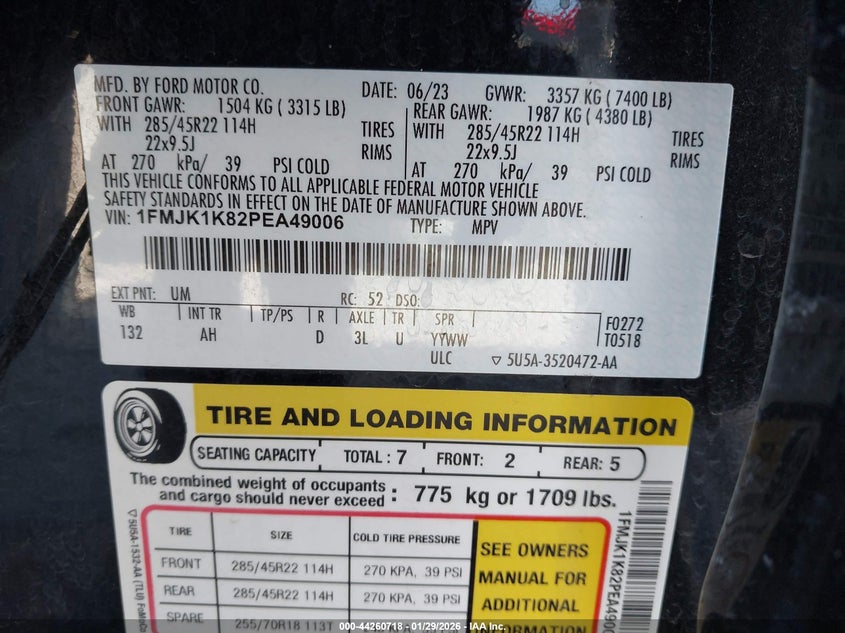 MFD. BY FORD MOTOR CO.
DATE: 06/23 GVWR: 3357 KG ( 7400 LB)
FRONT GAWR: 1504 KG ( 3315 LB)
REAR GAWR: 1987 KG ( 4380 LB)
WITH 285/45R22 114H TIRES
WITH 285/45R22 114H TIRES
22x9.5J RIMS
22x9.5J RIMS
AT 270 kPa/ 39 PSI COLD
AT 270 kPa/ 39 PSI COLD
THIS VEHICLE CONFORMS TO ALL APPLICABLE FEDERAL MOTOR VEHICLE
SAFETY STANDARDS IN EFFECT ON THE DATE OF MANUFACTURE SHOWN ABOVE.
VIN: 1FMJK1K82PEA49006 TYPE: MPV
EXT PNT: UM RC: 52 DSO:
WB INT TR TP/PS R AXLE TR SPR
132 AH D 3L U YYWW
ULC
F0272
T0518
▽ 5U5A-3520472-AA
TIRE AND LOADING INFORMATION
SEATING CAPACITY TOTAL : 7 FRONT: 2 REAR: 5
The combined weight of occupants
and cargo should never exceed : 775 kg or 1709 lbs.
TIRE SIZE COLD TIRE PRESSURE
FRONT 285/45R22 114H 270 KPA, 39 PSI
REAR 285/45R22 114H 270 KPA, 39 PSI
SPARE 255/70R18 113T
SEE OWNERS
MANUAL FOR
ADDITIONAL
INFORMATION
▽ 5U5A-1532-AA (TLU) FoMoCo
1FMJK1K82PEA49006
000-44260718 - 01/29/2026 - IAA, Inc.